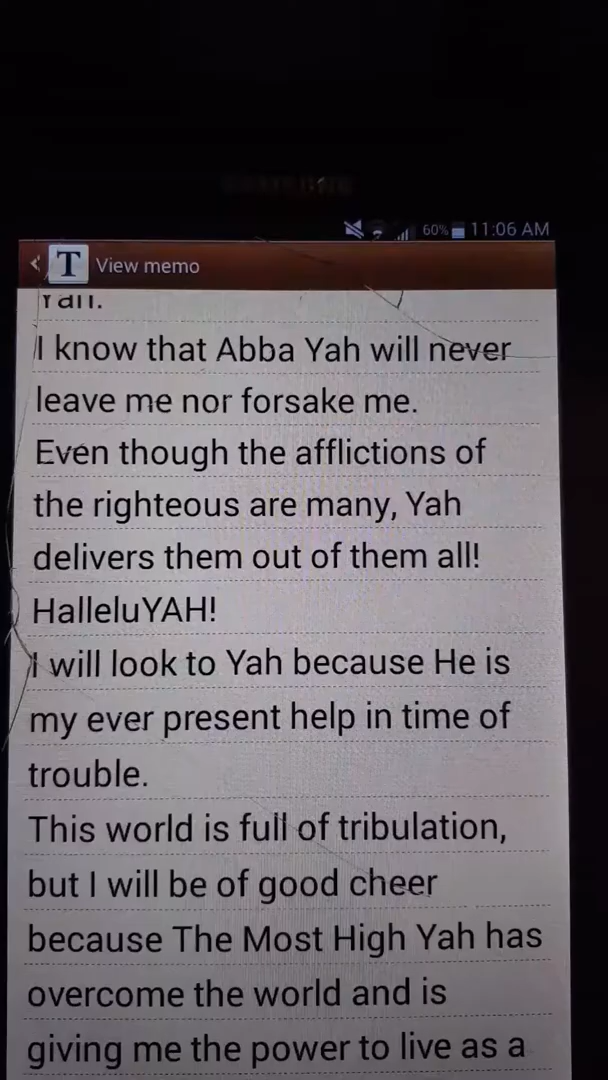 60% 11:06 AM
T View memo
Yah.
I know that Abba Yah will never
leave me nor forsake me.
Even though the afflictions of
the righteous are many, Yah
delivers them out of them all!
HalleluYAH!
I will look to Yah because He is
my ever present help in time of
trouble.
This world is full of tribulation,
but I will be of good cheer
because The Most High Yah has
overcome the world and is
giving me the power to live as a